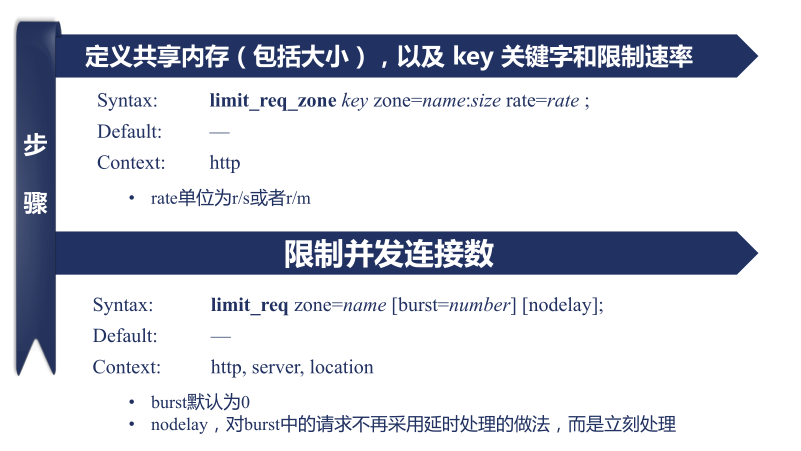 步骤
定义共享内存（包括大小），以及 key 关键字和限制速率
Syntax: limit_req_zone key zone=name:size rate=rate ;
Default: —
Context: http
• rate单位为r/s或者r/m
限制并发连接数
Syntax: limit_req zone=name [burst=number] [nodelay];
Default: —
Context: http, server, location
• burst默认为0
• nodelay，对burst中的请求不再采用延时处理的做法，而是立刻处理